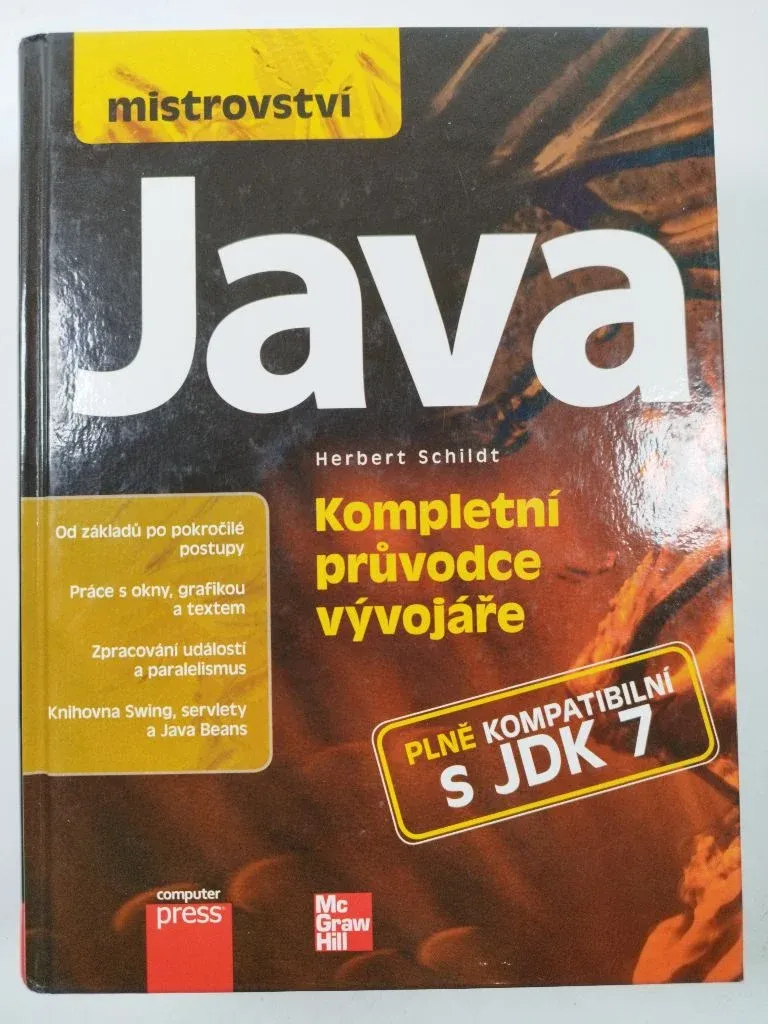 mistrovství
Java
Herbert Schildt
Kompletní
průvodce
vývojáře
Od základů po pokročilé
postupy
Práce s okny, grafikou
a textem
Zpracování událostí
a paralelismus
Knihovna Swing, servlety
a Java Beans
PLNĚ KOMPATIBILNÍ
S JDK 7
computer
press
Mc
Graw
Hill